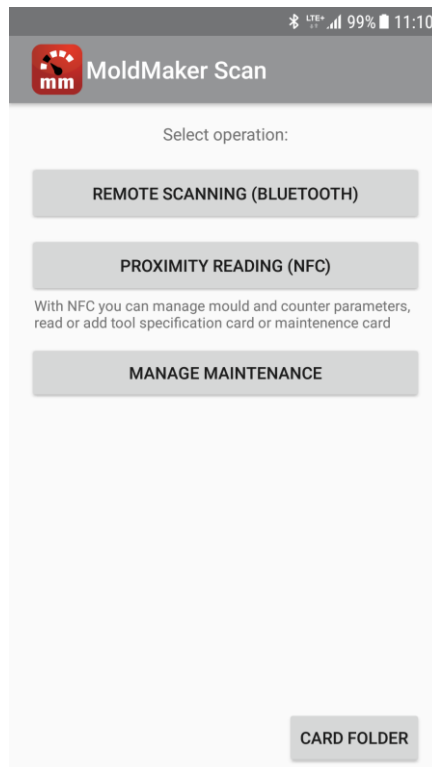 LTE+ 99% 11:10
mm MoldMaker Scan
Select operation:
REMOTE SCANNING (BLUETOOTH)
PROXIMITY READING (NFC)
With NFC you can manage mould and counter parameters,
read or add tool specification card or maintenence card
MANAGE MAINTENANCE
CARD FOLDER